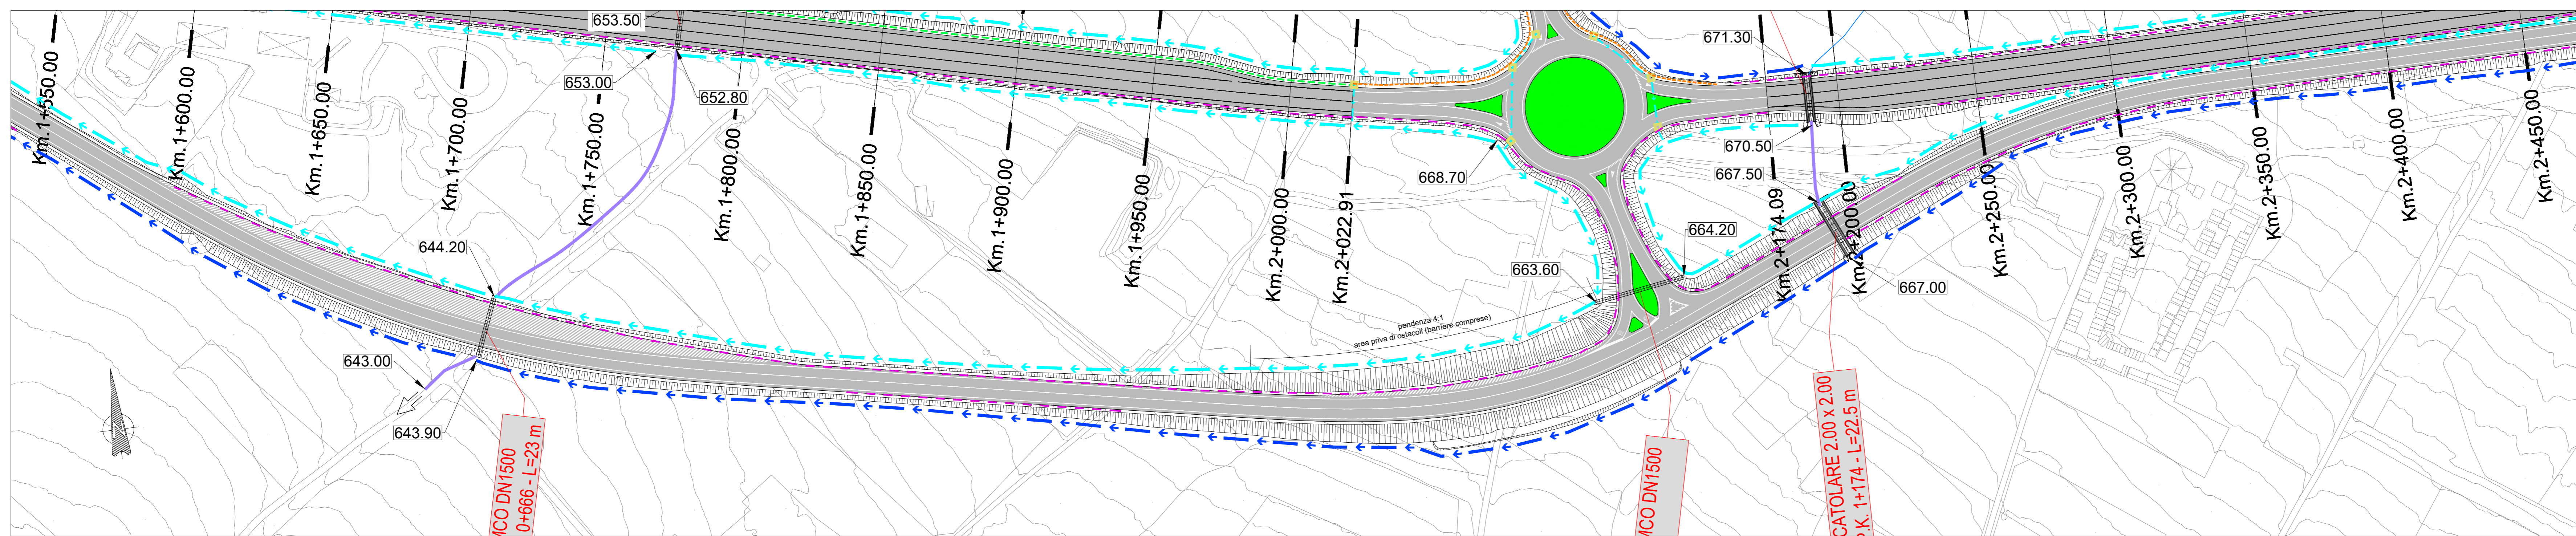 653.50
653.00
652.80
671.30
670.50
668.70
667.50
664.20
663.60
667.00
644.20
643.00
643.90
Km.1+550.00
Km.1+600.00
Km.1+650.00
Km.1+700.00
Km.1+750.00
Km.1+800.00
Km.1+850.00
Km.1+900.00
Km.1+950.00
Km.2+000.00
Km.2+022.91
Km.2+174.09
Km.2+200.00
Km.2+250.00
Km.2+300.00
Km.2+350.00
Km.2+400.00
Km.2+450.00
pendenza 4:1
area priva di ostacoli (barriere comprese)
MCO DN1500
0+666 - L=23 m
MCO DN1500
CATOLARE 2.00 x 2.00
.K. 1+174 - L=22.5 m
N